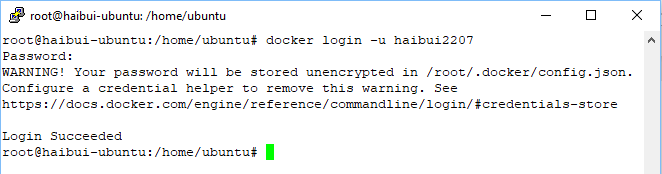 root@haibui-ubuntu: /home/ubuntu
root@haibui-ubuntu:/home/ubuntu# docker login -u haibui2207
Password:
WARNING! Your password will be stored unencrypted in /root/.docker/config.json.
Configure a credential helper to remove this warning. See
https://docs.docker.com/engine/reference/commandline/login/#credentials-store
Login Succeeded
root@haibui-ubuntu:/home/ubuntu#